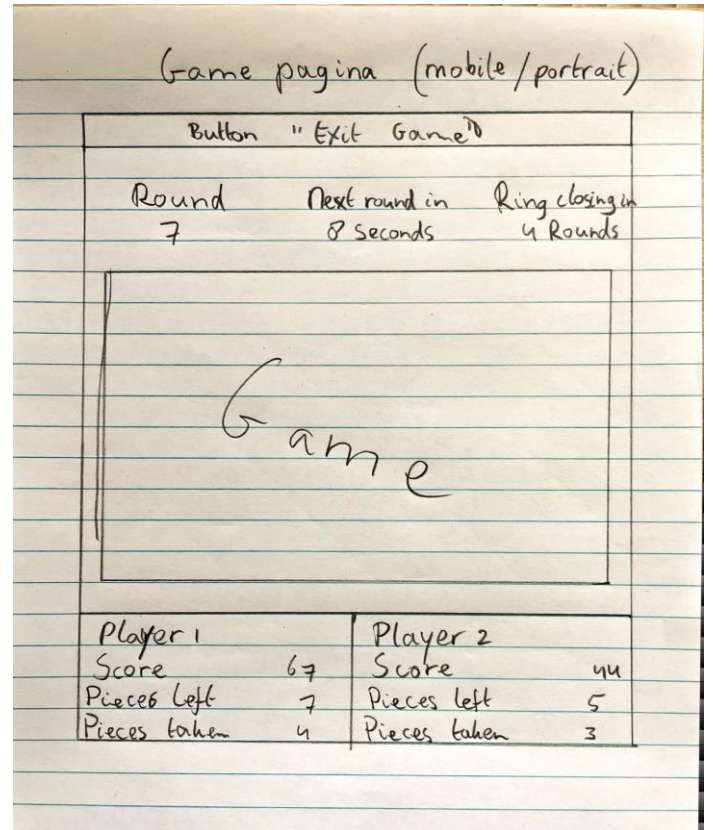 Game pagina (mobile/portrait)
Button "Exit Game"
Round Next round in Ring closing in
7 8 Seconds 4 Rounds
Game
Player 1 Player 2
Score 67 Score 44
Pieces Left 7 Pieces left 5
Pieces taken 4 Pieces taken 3